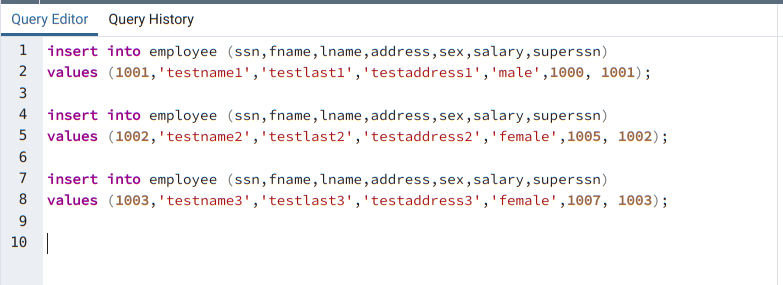 Query Editor Query History
1 insert into employee (ssn,fname,lname,address,sex,salary,superssn)
2 values (1001,'testname1','testlast1','testaddress1','male',1000, 1001);
3
4 insert into employee (ssn,fname,lname,address,sex,salary,superssn)
5 values (1002,'testname2','testlast2','testaddress2','female',1005, 1002);
6
7 insert into employee (ssn,fname,lname,address,sex,salary,superssn)
8 values (1003,'testname3','testlast3','testaddress3','female',1007, 1003);
9
10